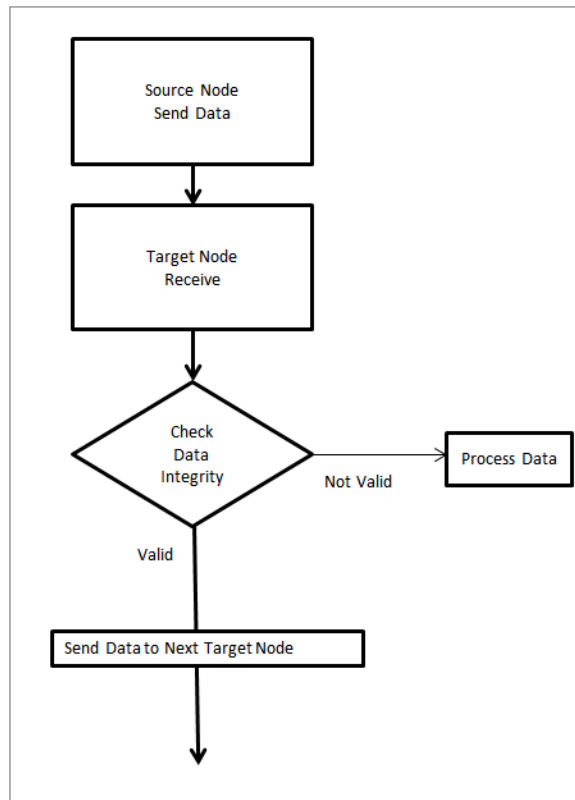 Source Node
Send Data
Target Node
Receive
Check
Data
Integrity
Process Data
Not Valid
Valid
Send Data to Next Target Node